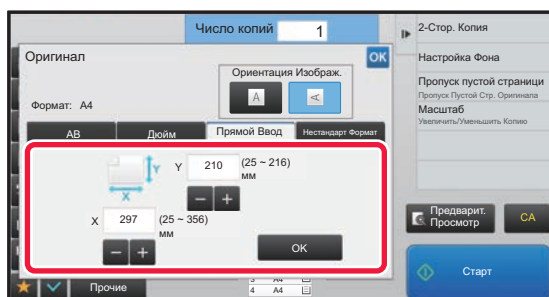 Число копий 1
Оригинал
OK
Ориентация Изображ.
A
A
Формат: A4
AB
Дюйм
Прямой Ввод
Нестандарт Формат
Y
Y 210 (25 ~ 216)
мм
X
X 297 (25 ~ 356)
мм
OK
Прочие
3 A4
4 A4
2-Стор. Копия
Настройка Фона
Пропуск пустой страници
Пропуск Пустой Стр. Оригинала
Масштаб
Увеличить/Уменьшить Копию
Предварит.
Просмотр
CA
Старт